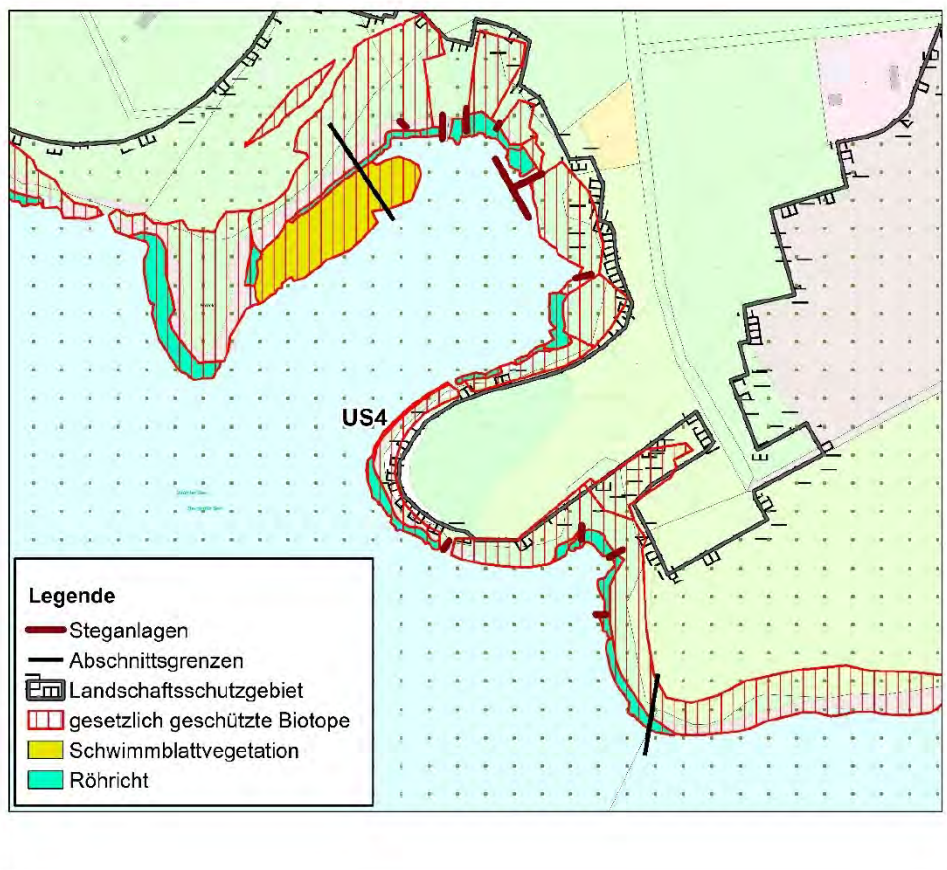 US4
Legende
Steganlagen
Abschnittsgrenzen
Landschaftsschutzgebiet
gesetzlich geschützte Biotope
Schwimmblattvegetation
Röhricht